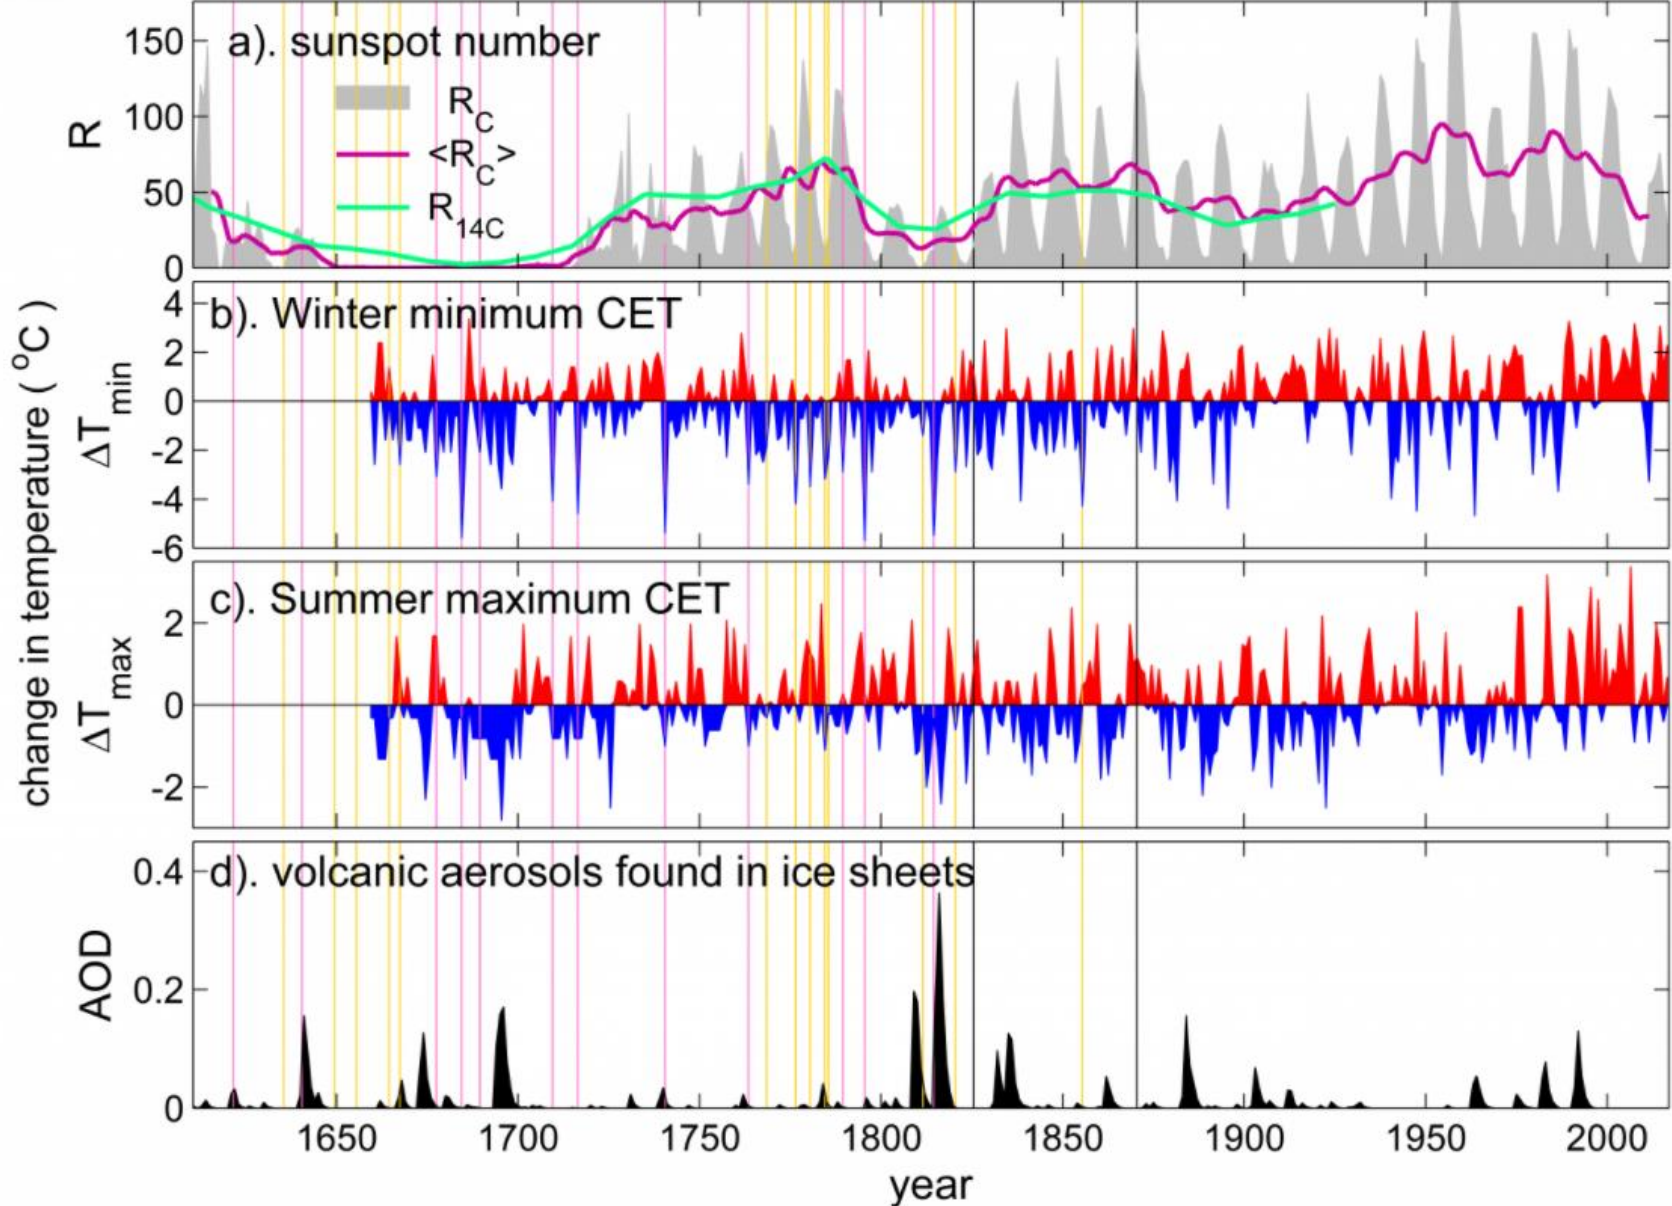 a). sunspot number
R_C
<R_C>
R_14C
R
150
100
50
0
b). Winter minimum CET
4
2
0
-2
-4
-6
ΔT_min
change in temperature ( °C )
c). Summer maximum CET
2
0
-2
ΔT_max
d). volcanic aerosols found in ice sheets
0.4
0.2
0
AOD
1650 1700 1750 1800 1850 1900 1950 2000
year